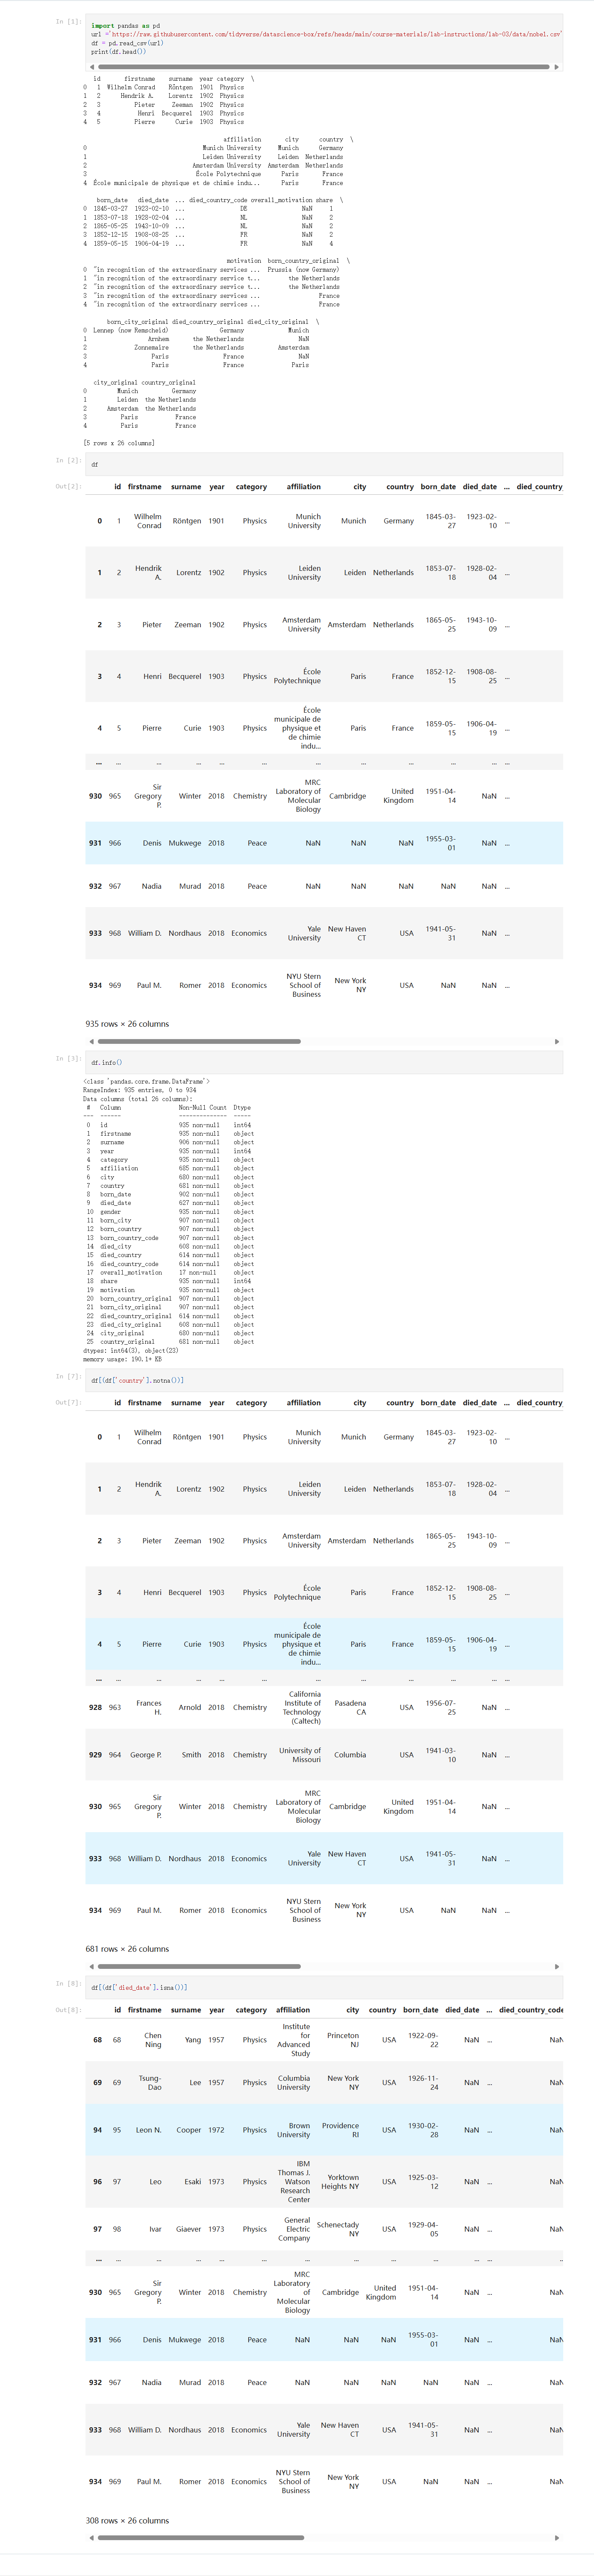 In [1]:
import pandas as pd
url ='https://raw.githubusercontent.com/tidyverse/datascience-box/refs/heads/main/course-materials/lab-instructions/lab-03/data/nobel.csv'
df = pd.read_csv(url)
print(df.head())
id firstname surname year category \
0 1 Wilhelm Conrad Röntgen 1901 Physics
1 2 Hendrik A. Lorentz 1902 Physics
2 3 Pieter Zeeman 1902 Physics
3 4 Henri Becquerel 1903 Physics
4 5 Pierre Curie 1903 Physics
affiliation city country \
0 Munich University Munich Germany
1 Leiden University Leiden Netherlands
2 Amsterdam University Amsterdam Netherlands
3 École Polytechnique Paris France
4 École municipale de physique et de chimie indu... Paris France
born_date died_date ... died_country_code overall_motivation share \
0 1845-03-27 1923-02-10 ... DE NaN 1
1 1853-07-18 1928-02-04 ... NL NaN 2
2 1865-05-25 1943-10-09 ... NL NaN 2
3 1852-12-15 1908-08-25 ... FR NaN 2
4 1859-05-15 1906-04-19 ... FR NaN 4
motivation born_country_original \
0 "in recognition of the extraordinary services ... Prussia (now Germany)
1 "in recognition of the extraordinary service t... the Netherlands
2 "in recognition of the extraordinary service t... the Netherlands
3 "in recognition of the extraordinary services ... France
4 "in recognition of the extraordinary services ... France
born_city_original died_country_original died_city_original \
0 Lennep (now Remscheid) Germany Munich
1 Arnhem the Netherlands NaN
2 Zonnemaire the Netherlands Amsterdam
3 Paris France NaN
4 Paris France Paris
city_original country_original
0 Munich Germany
1 Leiden the Netherlands
2 Amsterdam the Netherlands
3 Paris France
4 Paris France
[5 rows x 26 columns]
In [2]: df
Out[2]:
id firstname surname year category affiliation city country born_date died_date ... died_country_
0 1 Wilhelm Conrad Röntgen 1901 Physics Munich University Munich Germany 1845-03-27 1923-02-10 ...
1 2 Hendrik A. Lorentz 1902 Physics Leiden University Leiden Netherlands 1853-07-18 1928-02-04 ...
2 3 Pieter Zeeman 1902 Physics Amsterdam University Amsterdam Netherlands 1865-05-25 1943-10-09 ...
3 4 Henri Becquerel 1903 Physics École Polytechnique Paris France 1852-12-15 1908-08-25 ...
4 5 Pierre Curie 1903 Physics École municipale de physique et de chimie indu... Paris France 1859-05-15 1906-04-19 ...
... ... ... ... ... ... ... ... ... ... ... ...
930 965 Sir Gregory P. Winter 2018 Chemistry MRC Laboratory of Molecular Biology Cambridge United Kingdom 1951-04-14 NaN ...
931 966 Denis Mukwege 2018 Peace NaN NaN NaN 1955-03-01 NaN ...
932 967 Nadia Murad 2018 Peace NaN NaN NaN NaN NaN ...
933 968 William D. Nordhaus 2018 Economics Yale University New Haven CT USA 1941-05-31 NaN ...
934 969 Paul M. Romer 2018 Economics NYU Stern School of Business New York NY USA NaN NaN ...
935 rows × 26 columns
In [3]: df.info()
<class 'pandas.core.frame.DataFrame'>
RangeIndex: 935 entries, 0 to 934
Data columns (total 26 columns):
# Column Non-Null Count Dtype
--- ------ -------------- -----
0 id 935 non-null int64
1 firstname 935 non-null object
2 surname 906 non-null object
3 year 935 non-null int64
4 category 935 non-null object
5 affiliation 685 non-null object
6 city 680 non-null object
7 country 681 non-null object
8 born_date 902 non-null object
9 died_date 627 non-null object
10 gender 935 non-null object
11 born_city 907 non-null object
12 born_country 907 non-null object
13 born_country_code 907 non-null object
14 died_city 608 non-null object
15 died_country 614 non-null object
16 died_country_code 614 non-null object
17 overall_motivation 17 non-null object
18 share 935 non-null int64
19 motivation 935 non-null object
20 born_country_original 907 non-null object
21 born_city_original 907 non-null object
22 died_country_original 614 non-null object
23 died_city_original 608 non-null object
24 city_original 680 non-null object
25 country_original 681 non-null object
dtypes: int64(3), object(23)
memory usage: 190.1+ KB
In [7]: df[(df['country'].notna())]
Out[7]:
id firstname surname year category affiliation city country born_date died_date ... died_country_
0 1 Wilhelm Conrad Röntgen 1901 Physics Munich University Munich Germany 1845-03-27 1923-02-10 ...
1 2 Hendrik A. Lorentz 1902 Physics Leiden University Leiden Netherlands 1853-07-18 1928-02-04 ...
2 3 Pieter Zeeman 1902 Physics Amsterdam University Amsterdam Netherlands 1865-05-25 1943-10-09 ...
3 4 Henri Becquerel 1903 Physics École Polytechnique Paris France 1852-12-15 1908-08-25 ...
4 5 Pierre Curie 1903 Physics École municipale de physique et de chimie indu... Paris France 1859-05-15 1906-04-19 ...
... ... ... ... ... ... ... ... ... ... ... ...
928 963 Frances H. Arnold 2018 Chemistry California Institute of Technology (Caltech) Pasadena CA USA 1956-07-25 NaN ...
929 964 George P. Smith 2018 Chemistry University of Missouri Columbia USA 1941-03-10 NaN ...
930 965 Sir Gregory P. Winter 2018 Chemistry MRC Laboratory of Molecular Biology Cambridge United Kingdom 1951-04-14 NaN ...
933 968 William D. Nordhaus 2018 Economics Yale University New Haven CT USA 1941-05-31 NaN ...
934 969 Paul M. Romer 2018 Economics NYU Stern School of Business New York NY USA NaN NaN ...
681 rows × 26 columns
In [8]: df[(df['died_date'].isna())]
Out[8]:
id firstname surname year category affiliation city country born_date died_date ... died_country_code
68 68 Chen Ning Yang 1957 Physics Institute for Advanced Study Princeton NJ USA 1922-09-22 NaN ... NaN
69 69 Tsung-Dao Lee 1957 Physics Columbia University New York NY USA 1926-11-24 NaN ... NaN
94 95 Leon N. Cooper 1972 Physics Brown University Providence RI USA 1930-02-28 NaN ... NaN
96 97 Leo Esaki 1973 Physics IBM Thomas J. Watson Research Center Yorktown Heights NY USA 1925-03-12 NaN ... NaN
97 98 Ivar Giaever 1973 Physics General Electric Company Schenectady NY USA 1929-04-05 NaN ... NaN
... ... ... ... ... ... ... ... ... ... ... ... ..
930 965 Sir Gregory P. Winter 2018 Chemistry MRC Laboratory of Molecular Biology Cambridge United Kingdom 1951-04-14 NaN ... NaN
931 966 Denis Mukwege 2018 Peace NaN NaN NaN 1955-03-01 NaN ... NaN
932 967 Nadia Murad 2018 Peace NaN NaN NaN NaN NaN ... NaN
933 968 William D. Nordhaus 2018 Economics Yale University New Haven CT USA 1941-05-31 NaN ... NaN
934 969 Paul M. Romer 2018 Economics NYU Stern School of Business New York NY USA NaN NaN ... NaN
308 rows × 26 columns